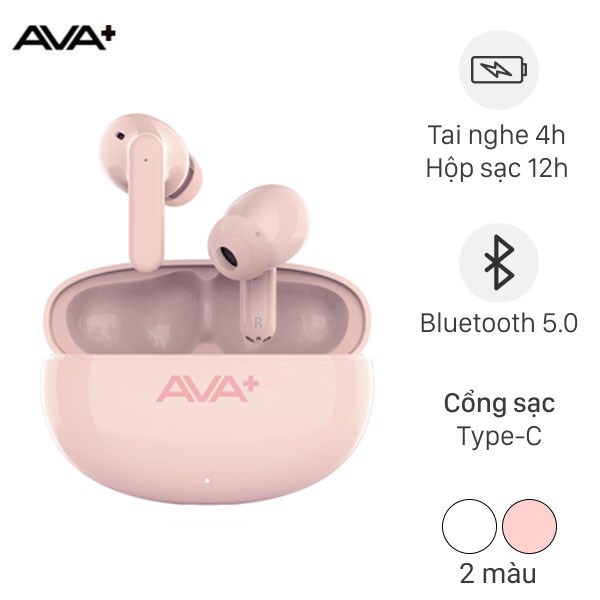 AVA+
Tai nghe 4h
Hộp sạc 12h
Bluetooth 5.0
R
AVA+
Cổng sạc
Type-C
2 màu